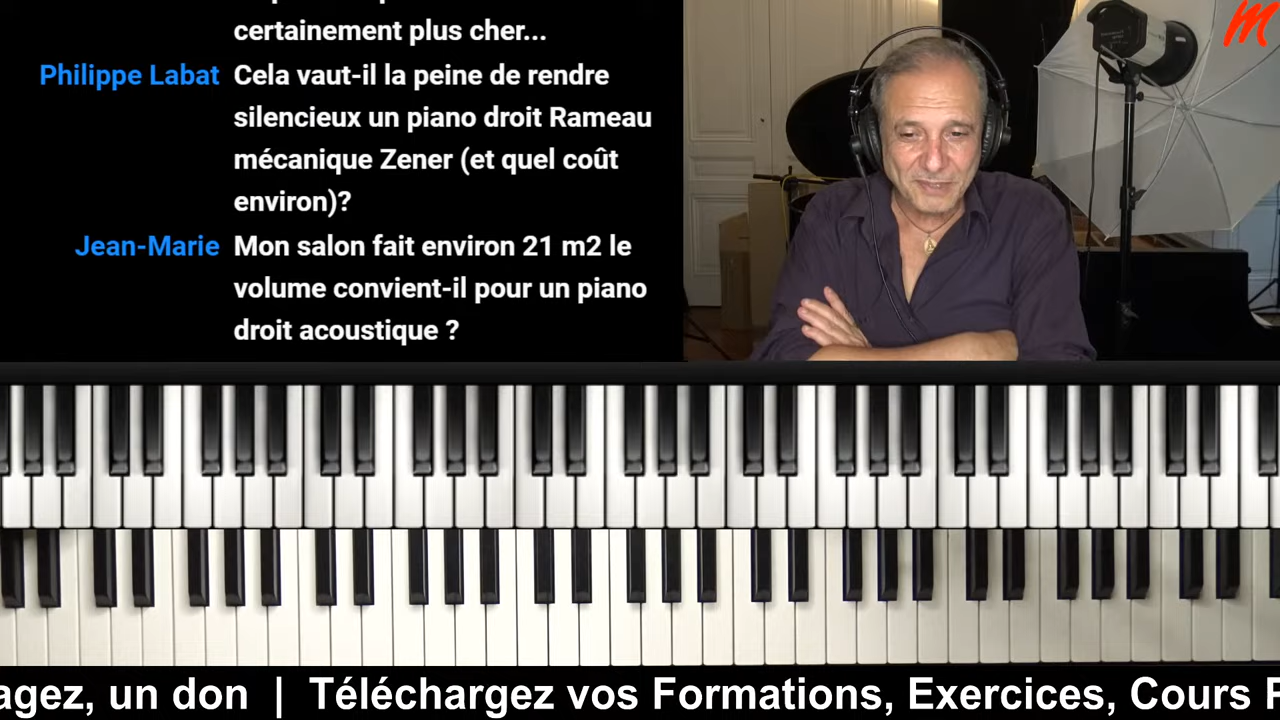 certainement plus cher...
Philippe Labat Cela vaut-il la peine de rendre
silencieux un piano droit Rameau
mécanique Zener (et quel coût
environ)?
Jean-Marie Mon salon fait environ 21 m2 le
volume convient-il pour un piano
droit acoustique ?
agez, un don | Téléchargez vos Formations, Exercices, Cours